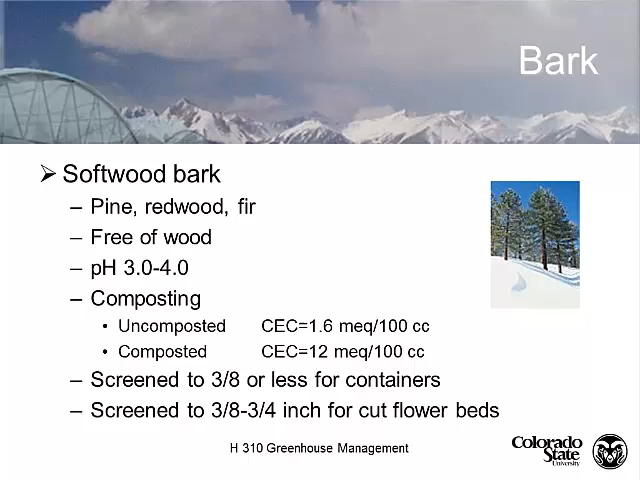 Bark
Softwood bark
– Pine, redwood, fir
– Free of wood
– pH 3.0-4.0
– Composting
• Uncomposted CEC=1.6 meq/100 cc
• Composted CEC=12 meq/100 cc
– Screened to 3/8 or less for containers
– Screened to 3/8-3/4 inch for cut flower beds
H 310 Greenhouse Management
Colorado
State
University